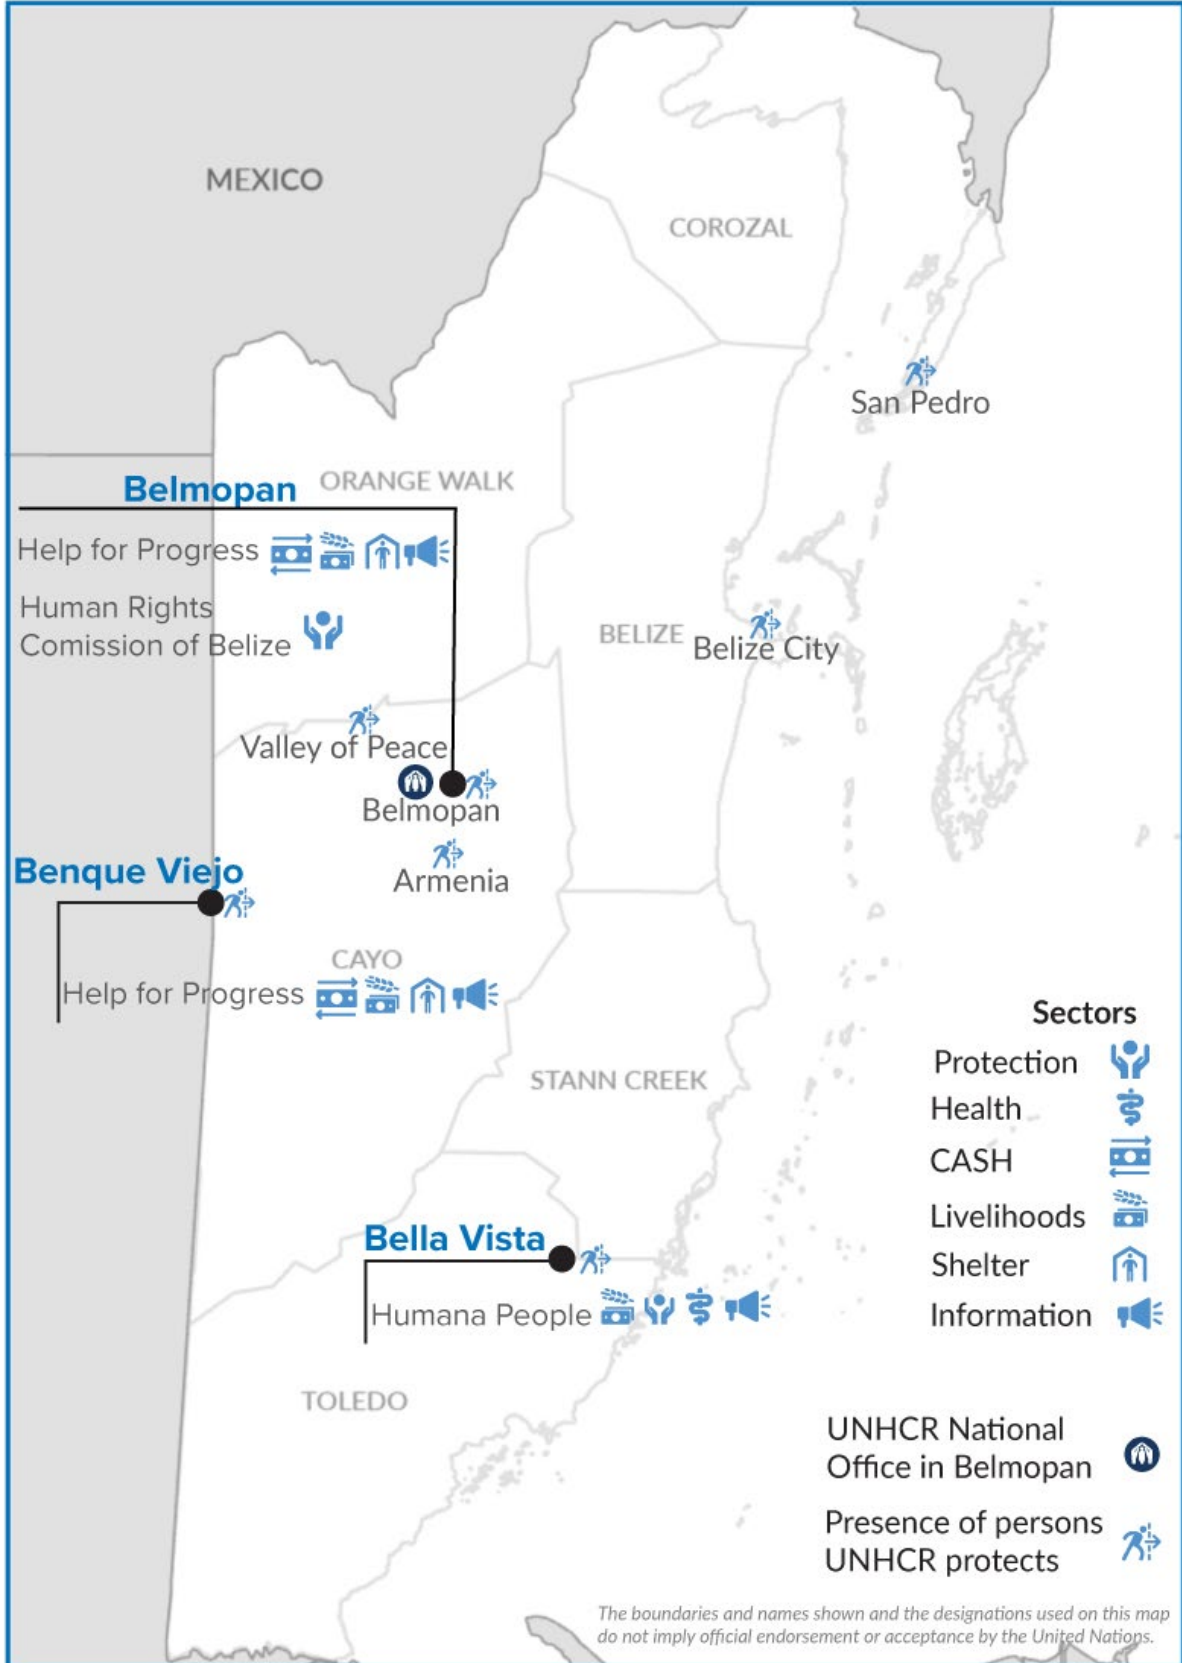 MEXICO
COROZAL
San Pedro
Belmopan
ORANGE WALK
Help for Progress
Human Rights
Comission of Belize
BELIZE
Belize City
Valley of Peace
Belmopan
Armenia
Benque Viejo
CAYO
Help for Progress
STANN CREEK
Bella Vista
Humana People
TOLEDO
Sectors
Protection
Health
CASH
Livelihoods
Shelter
Information
UNHCR National
Office in Belmopan
Presence of persons
UNHCR protects
The boundaries and names shown and the designations used on this map
do not imply official endorsement or acceptance by the United Nations.